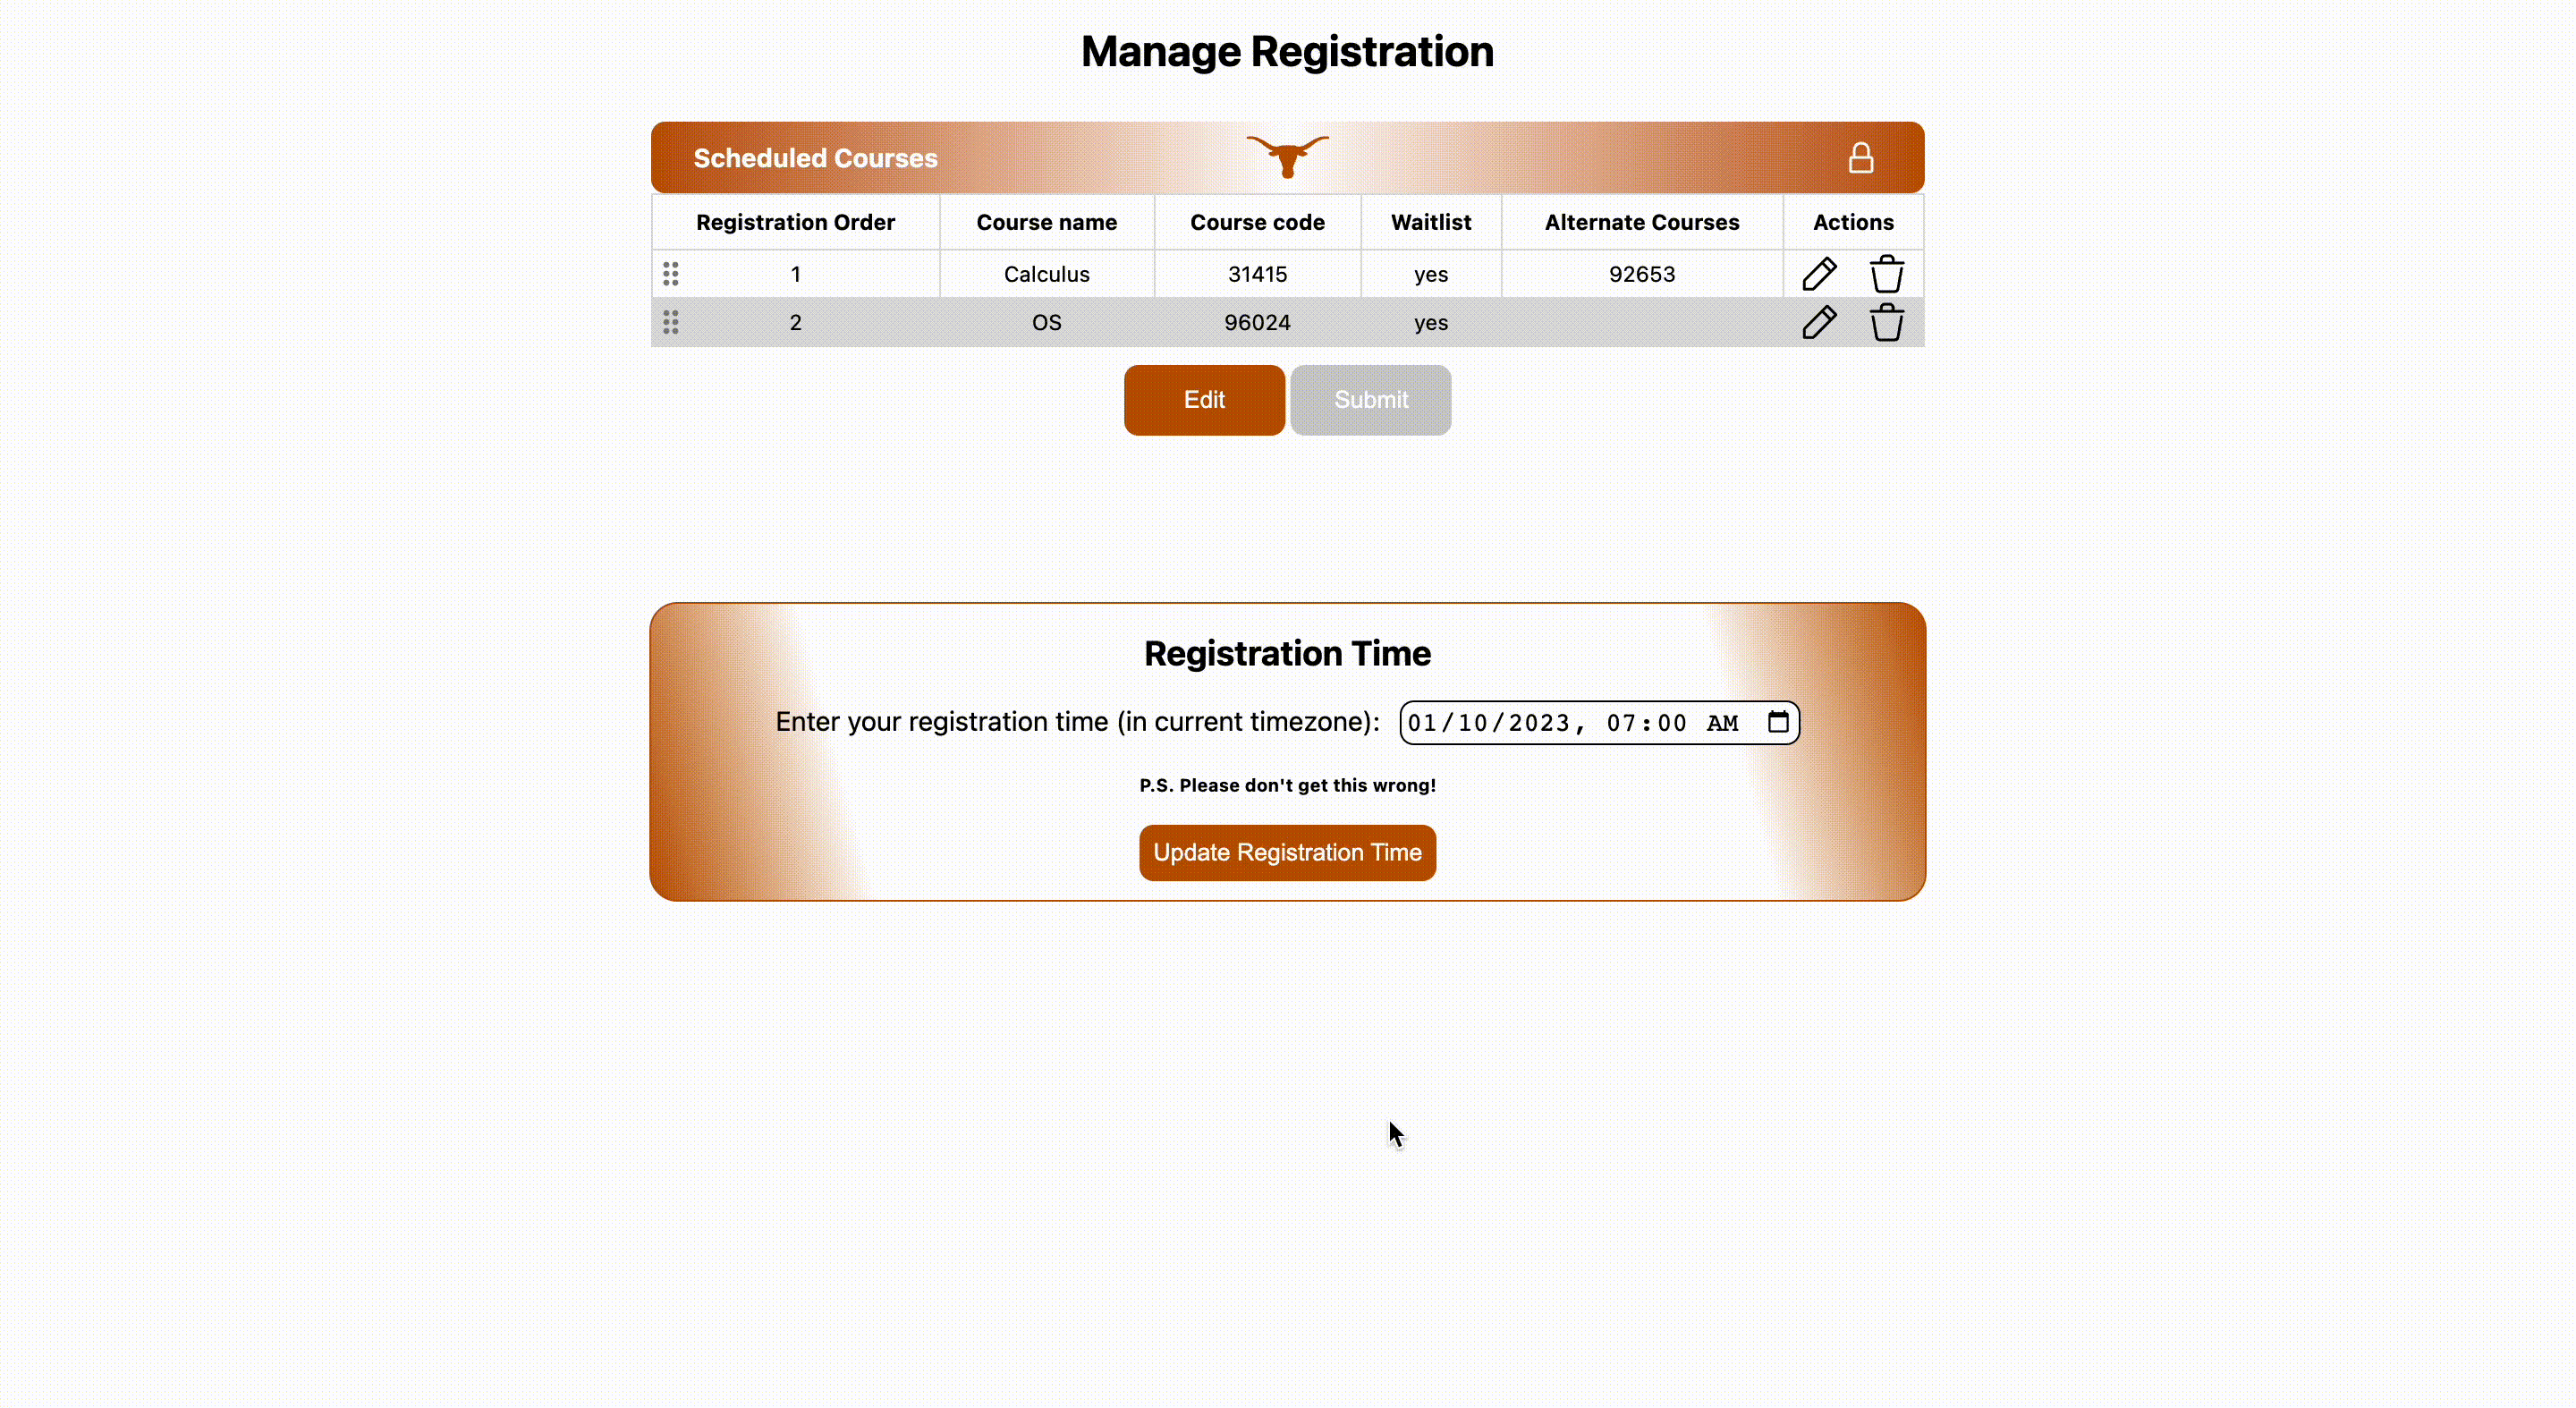 Manage Registration
Scheduled Courses
Registration Order Course name Course code Waitlist Alternate Courses Actions
1 Calculus 31415 yes 92653
2 OS 96024 yes
Edit Submit
Registration Time
Enter your registration time (in current timezone): 01/10/2023, 07:00 AM
P.S. Please don't get this wrong!
Update Registration Time